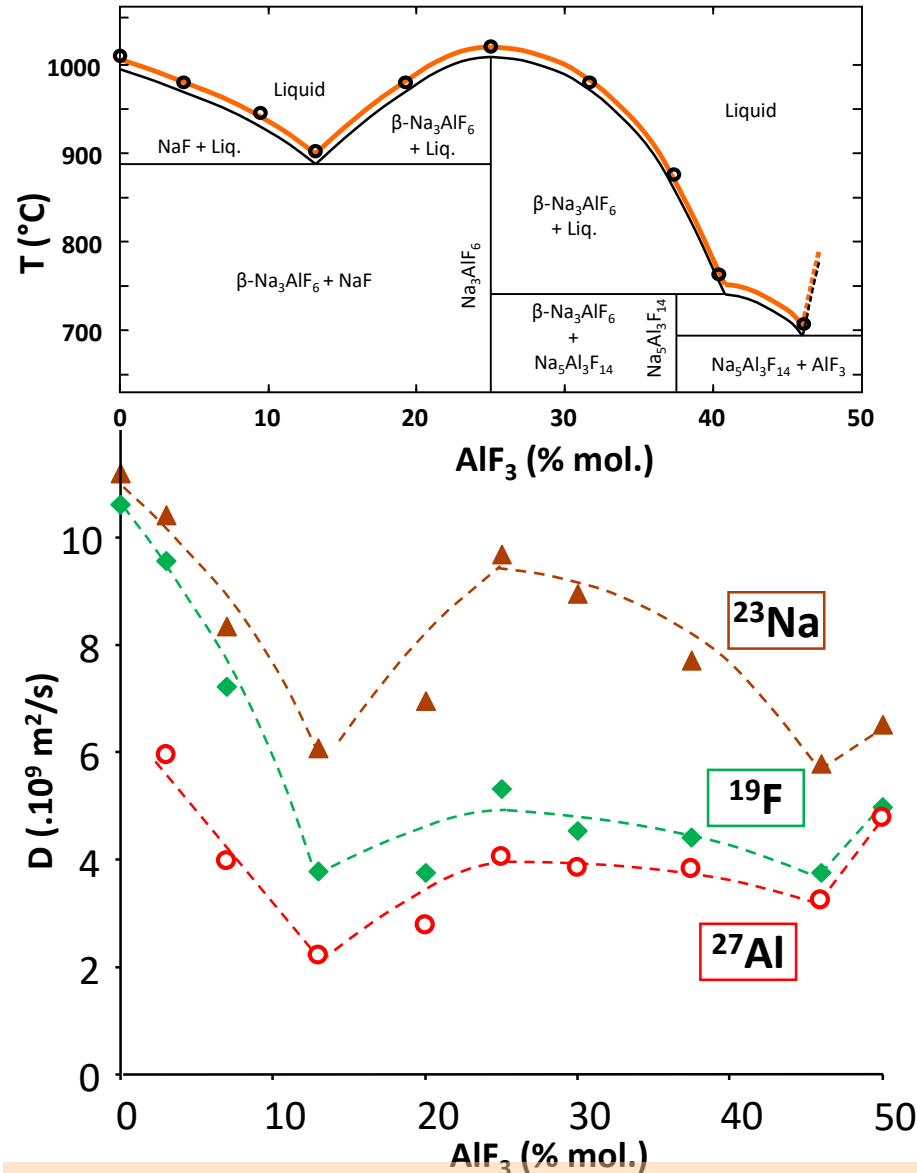 1000
900
800
700
T (°C)
Liquid
Liquid
NaF + Liq.
β-Na₃AlF₆
+ Liq.
β-Na₃AlF₆
+ Liq.
β-Na₃AlF₆ + NaF
Na₃AlF₆
β-Na₃AlF₆
+
Na₅Al₃F₁₄
Na₅Al₃F₁₄
Na₅Al₃F₁₄ + AlF₃
0 10 20 30 40 50
AlF₃ (% mol.)
10
8
6
4
2
0
D (.10⁹ m²/s)
²³Na
¹⁹F
²⁷Al
0 10 20 30 40 50
AlF₃ (% mol.)